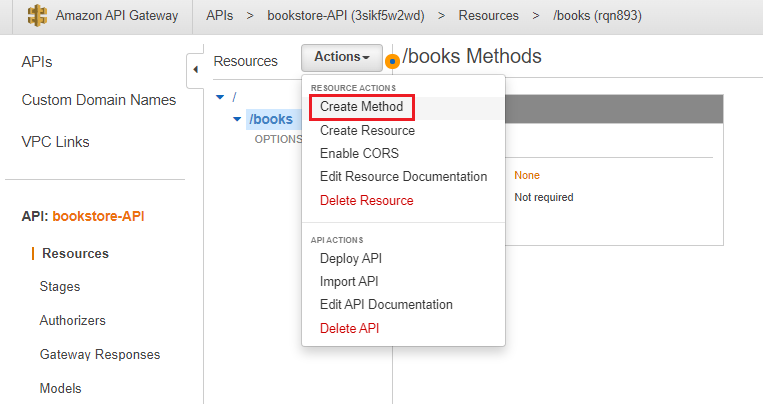 Amazon API Gateway
APIs > bookstore-API (3sikf5w2wd) > Resources > /books (rqn893)
APIs
Custom Domain Names
VPC Links
API: bookstore-API
Resources
Stages
Authorizers
Gateway Responses
Models
Resources
Actions
/
/books
OPTIONS
RESOURCE ACTIONS
Create Method
Create Resource
Enable CORS
Edit Resource Documentation
Delete Resource
API ACTIONS
Deploy API
Import API
Edit API Documentation
Delete API
/books Methods
None
Not required